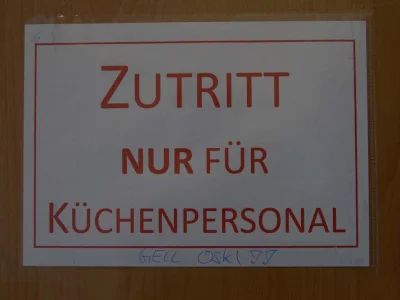 ZUTRITT
NUR FÜR
KÜCHENPERSONAL
GELL Oski !!